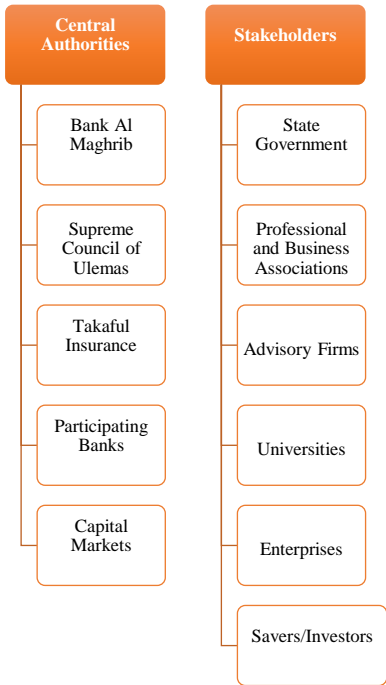 Central
Authorities
Bank Al
Maghrib
Supreme
Council of
Ulemas
Takaful
Insurance
Participating
Banks
Capital
Markets
Stakeholders
State
Government
Professional
and Business
Associations
Advisory Firms
Universities
Enterprises
Savers/Investors